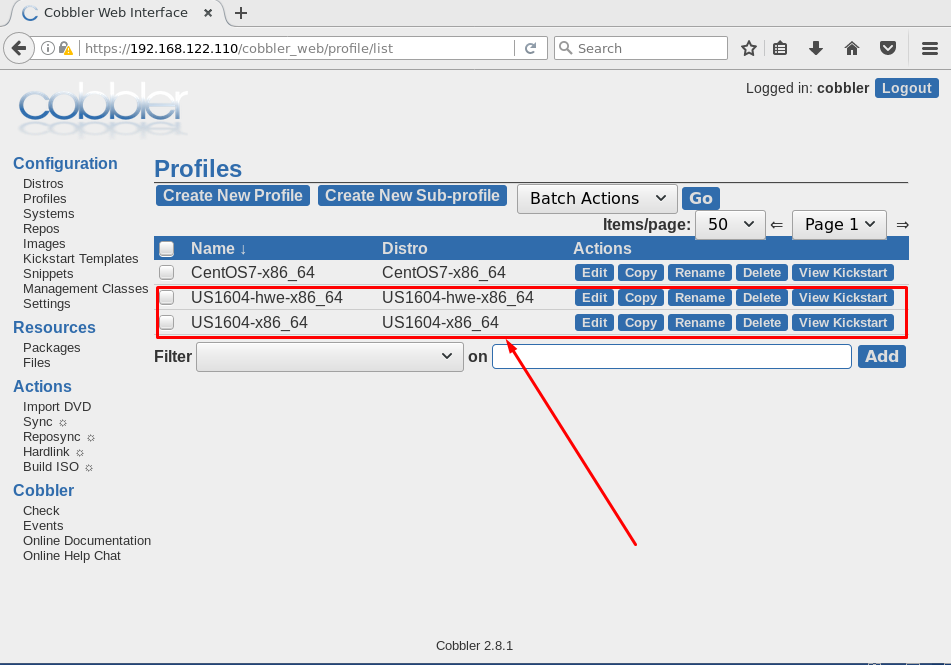 Cobbler Web Interface
https://192.168.122.110/cobbler_web/profile/list
Search
Logged in: cobbler Logout
cobbler
Configuration
Distros
Profiles
Systems
Repos
Images
Kickstart Templates
Snippets
Management Classes
Settings
Resources
Packages
Files
Actions
Import DVD
Sync ☼
Reposync ☼
Hardlink ☼
Build ISO ☼
Cobbler
Check
Events
Online Documentation
Online Help Chat
Profiles
Create New Profile Create New Sub-profile Batch Actions Go
Items/page: 50 ⇐ Page 1 ⇒
Name ↓ Distro Actions
CentOS7-x86_64 CentOS7-x86_64 Edit Copy Rename Delete View Kickstart
US1604-hwe-x86_64 US1604-hwe-x86_64 Edit Copy Rename Delete View Kickstart
US1604-x86_64 US1604-x86_64 Edit Copy Rename Delete View Kickstart
Filter on Add
Cobbler 2.8.1